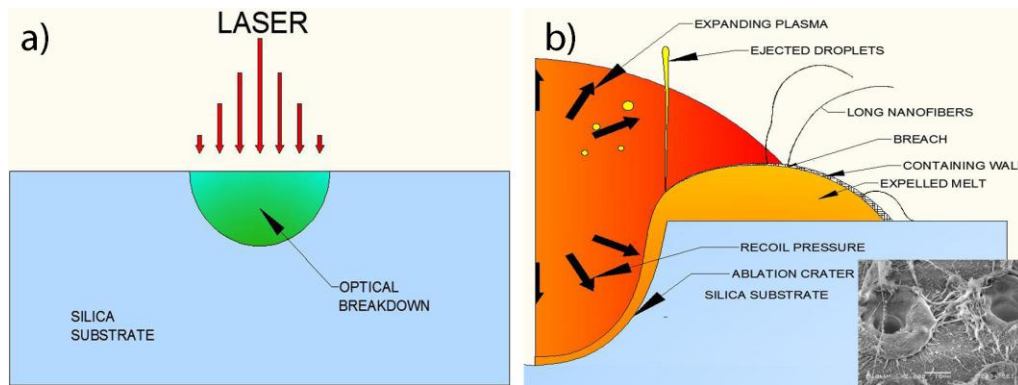 a)
LASER
OPTICAL
BREAKDOWN
SILICA
SUBSTRATE
b)
EXPANDING PLASMA
EJECTED DROPLETS
LONG NANOFIBERS
BREACH
CONTAINING WALL
EXPELLED MELT
RECOIL PRESSURE
ABLATION CRATER
SILICA SUBSTRATE